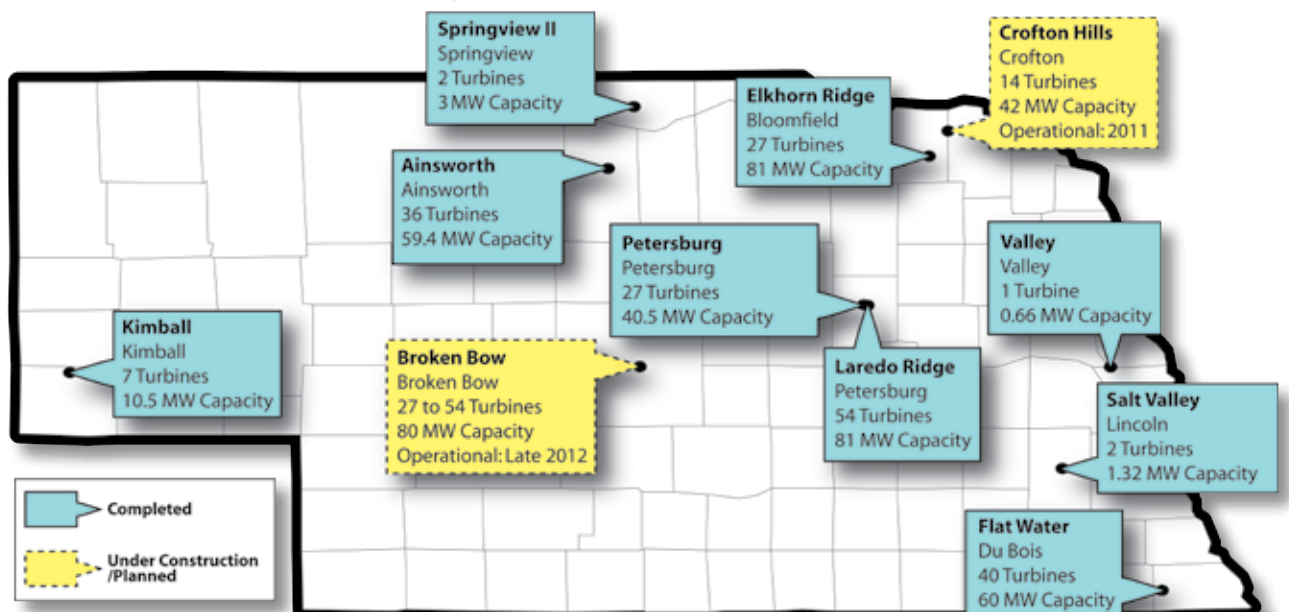 Springview II
Springview
2 Turbines
3 MW Capacity
Crofton Hills
Crofton
14 Turbines
42 MW Capacity
Operational: 2011
Elkhorn Ridge
Bloomfield
27 Turbines
81 MW Capacity
Ainsworth
Ainsworth
36 Turbines
59.4 MW Capacity
Petersburg
Petersburg
27 Turbines
40.5 MW Capacity
Valley
Valley
1 Turbine
0.66 MW Capacity
Kimball
Kimball
7 Turbines
10.5 MW Capacity
Broken Bow
Broken Bow
27 to 54 Turbines
80 MW Capacity
Operational: Late 2012
Laredo Ridge
Petersburg
54 Turbines
81 MW Capacity
Salt Valley
Lincoln
2 Turbines
1.32 MW Capacity
Flat Water
Du Bois
40 Turbines
60 MW Capacity
Completed
Under Construction
/Planned